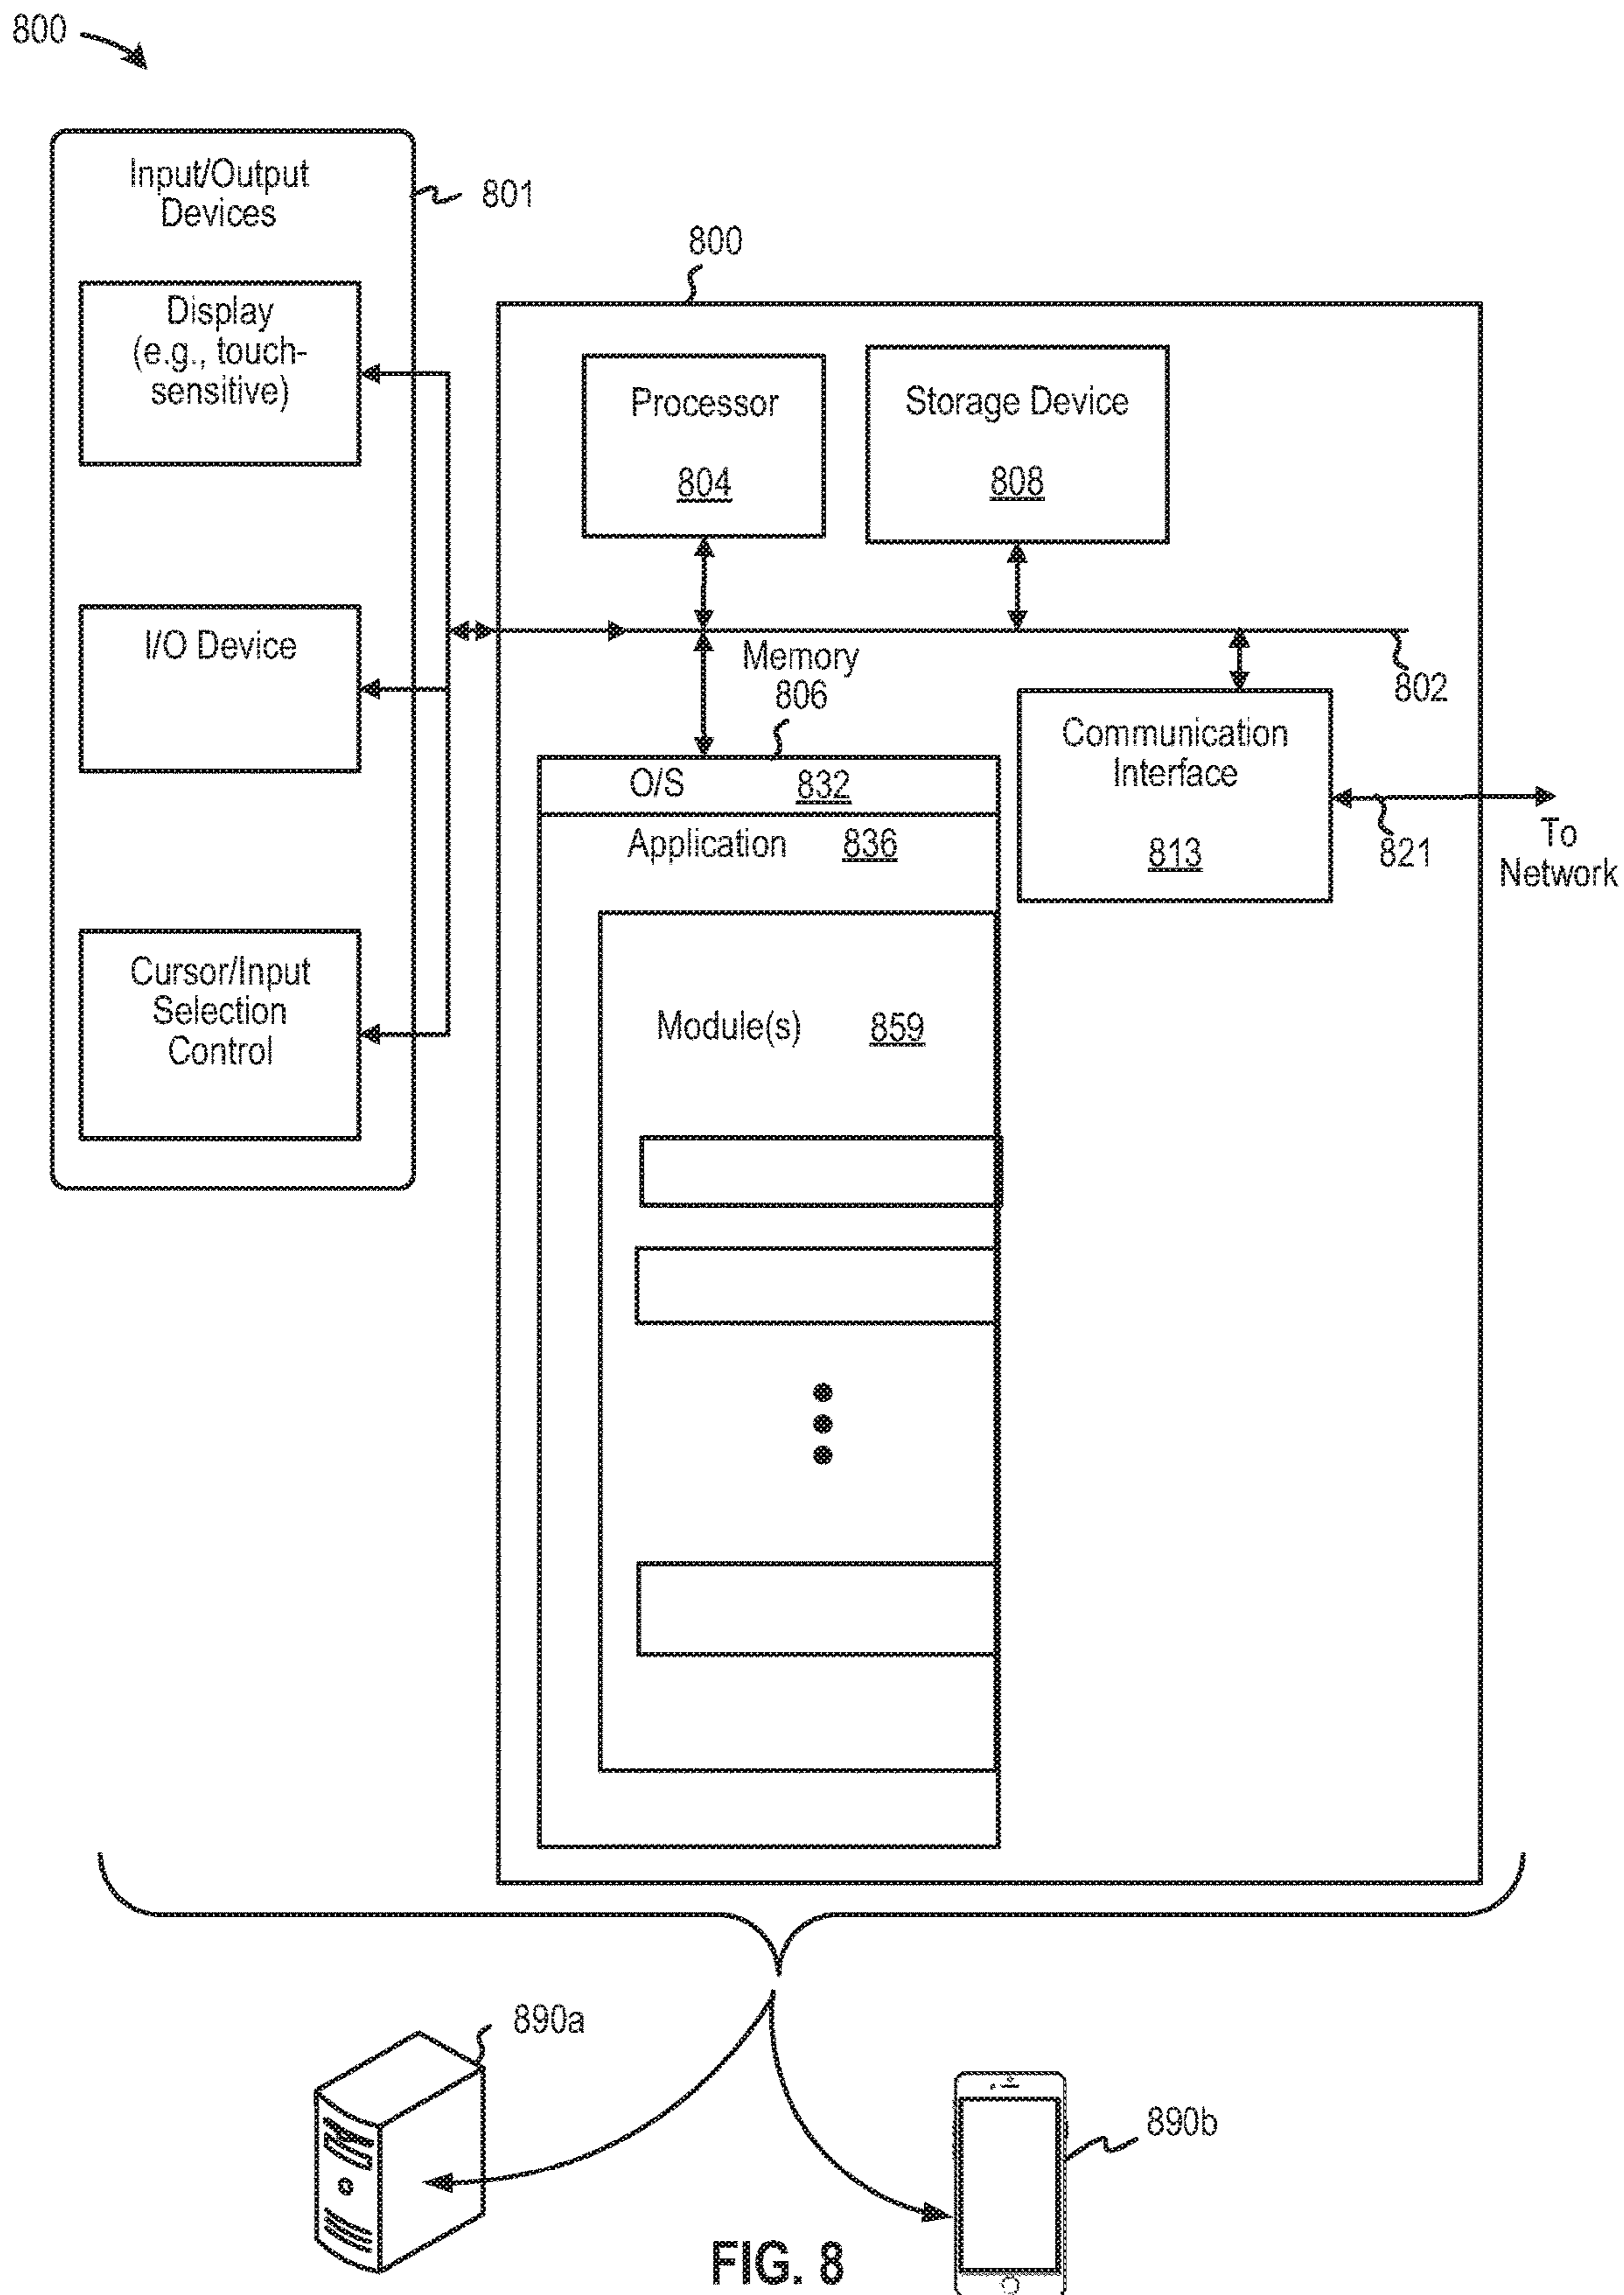 800
Input/Output
Devices
801
Display
(e.g., touch-
sensitive)
I/O Device
Cursor/Input
Selection
Control
800
Processor
804
Storage Device
808
Memory
806
802
O/S 832
Application 836
Module(s) 859
Communication
Interface
813
821
To
Network
890a
890b
FIG. 8